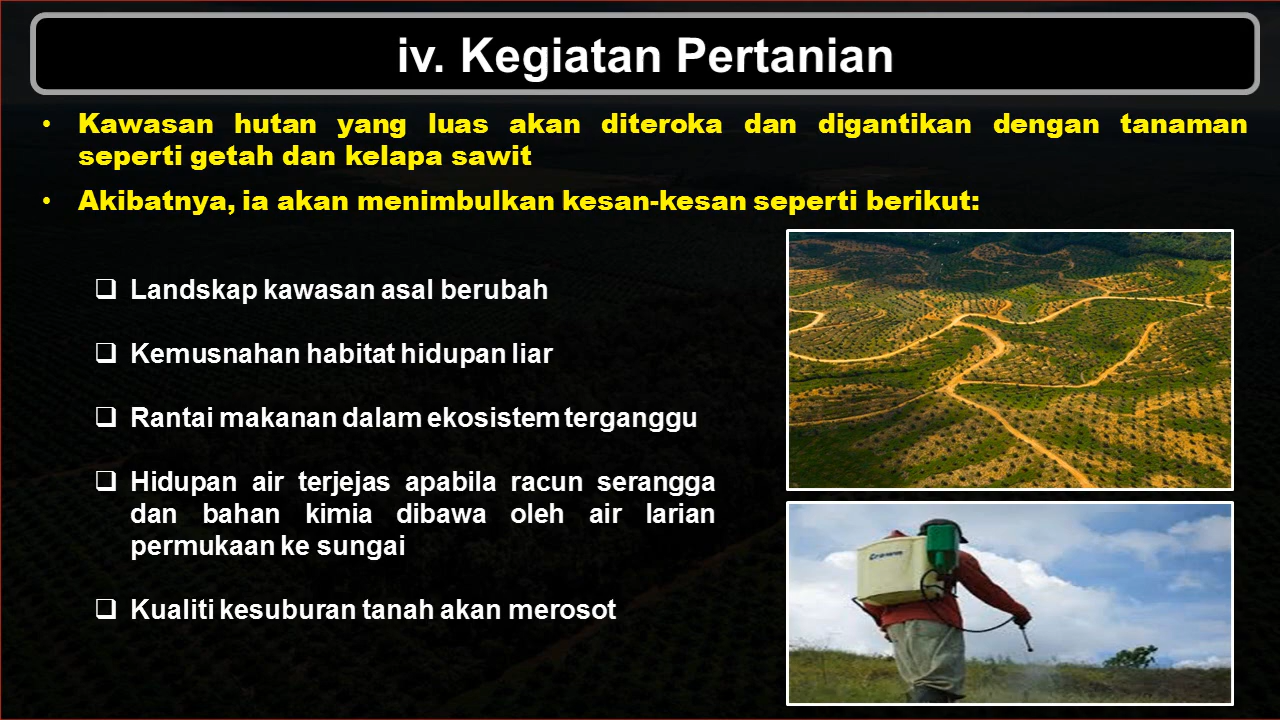 iv. Kegiatan Pertanian
• Kawasan hutan yang luas akan diteroka dan digantikan dengan tanaman
seperti getah dan kelapa sawit
• Akibatnya, ia akan menimbulkan kesan-kesan seperti berikut:
❑ Landskap kawasan asal berubah
❑ Kemusnahan habitat hidupan liar
❑ Rantai makanan dalam ekosistem terganggu
❑ Hidupan air terjejas apabila racun serangga
dan bahan kimia dibawa oleh air larian
permukaan ke sungai
❑ Kualiti kesuburan tanah akan merosot